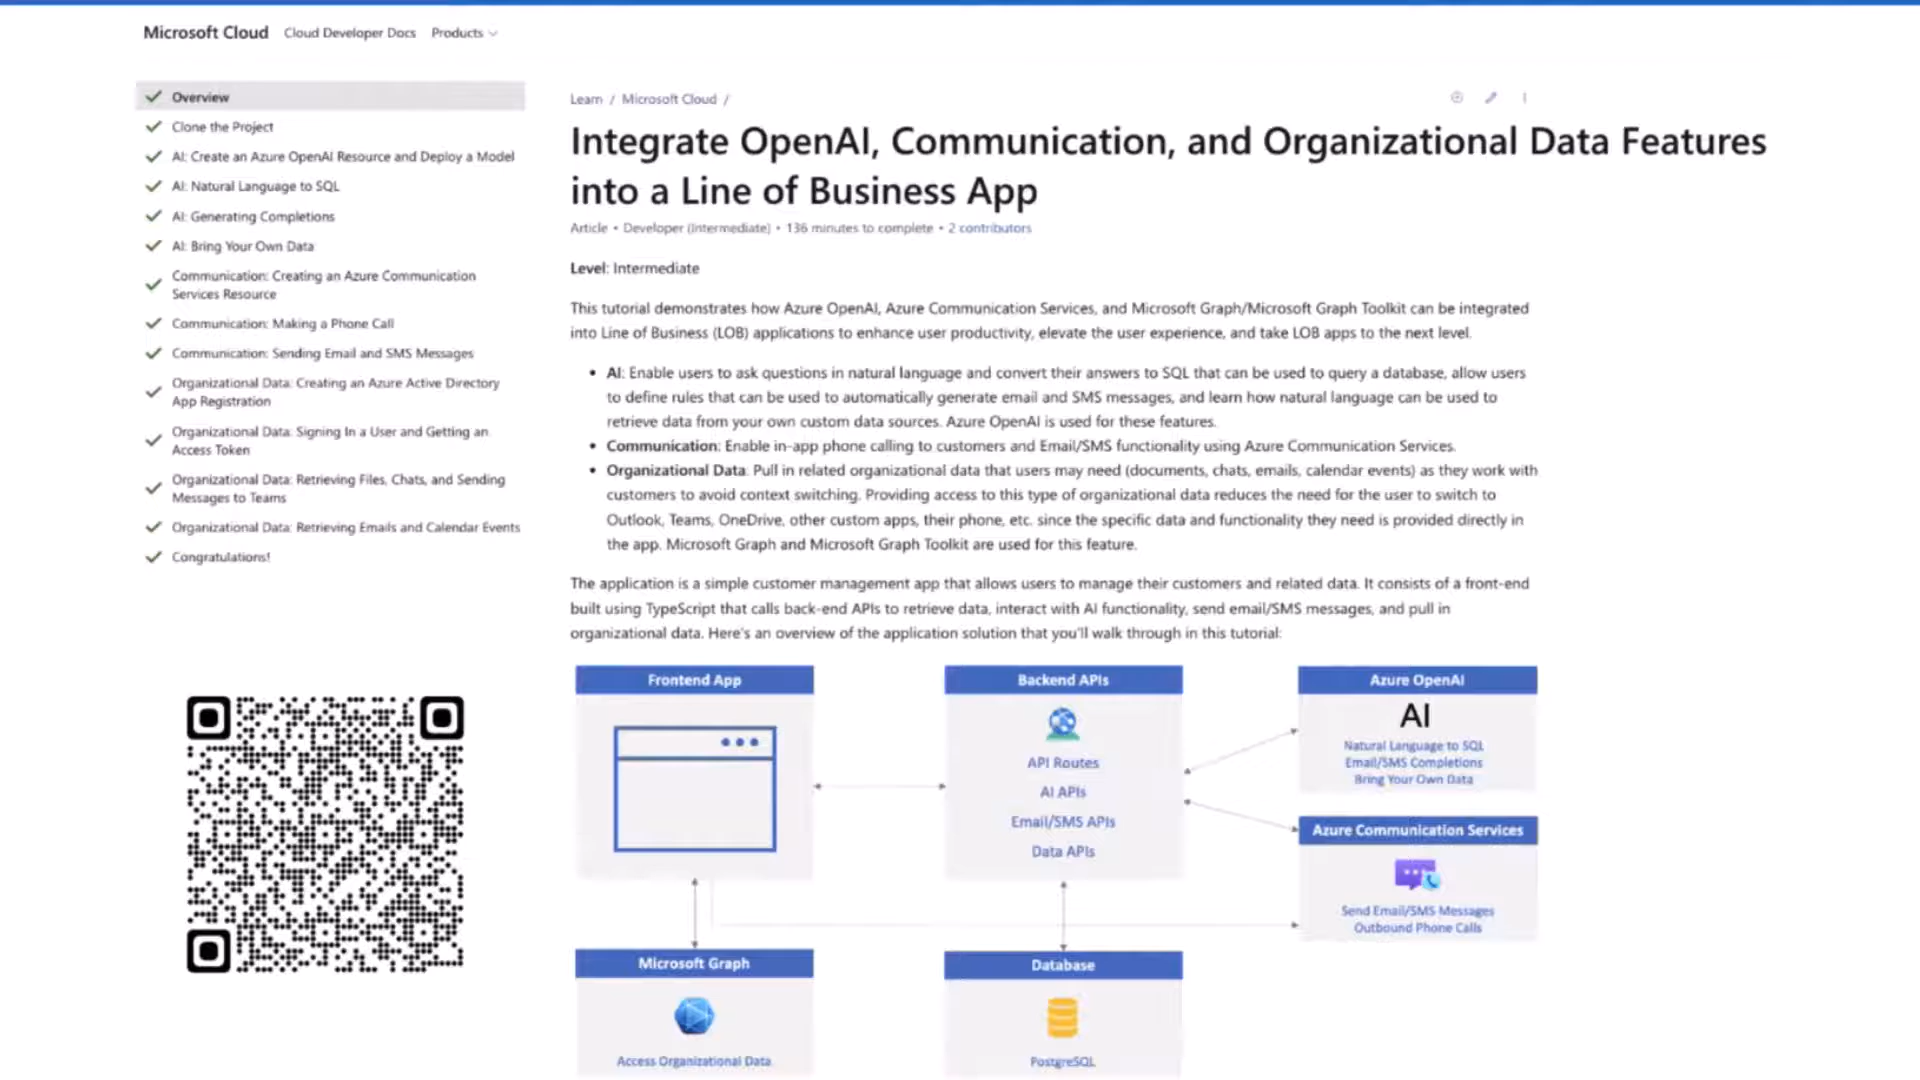 Microsoft Cloud Cloud Developer Docs Products
Overview
Clone the Project
AI: Create an Azure OpenAI Resource and Deploy a Model
AI: Natural Language to SQL
AI: Generating Completions
AI: Bring Your Own Data
Communication: Creating an Azure Communication
Services Resource
Communication: Making a Phone Call
Communication: Sending Email and SMS Messages
Organizational Data: Creating an Azure Active Directory
App Registration
Organizational Data: Signing In a User and Getting an
Access Token
Organizational Data: Retrieving Files, Chats, and Sending
Messages to Teams
Organizational Data: Retrieving Emails and Calendar Events
Congratulations!
Learn / Microsoft Cloud /
Integrate OpenAI, Communication, and Organizational Data Features
into a Line of Business App
Article • Developer (Intermediate) • 136 minutes to complete • 2 contributors
Level: Intermediate
This tutorial demonstrates how Azure OpenAI, Azure Communication Services, and Microsoft Graph/Microsoft Graph Toolkit can be integrated
into Line of Business (LOB) applications to enhance user productivity, elevate the user experience, and take LOB apps to the next level.
• AI: Enable users to ask questions in natural language and convert their answers to SQL that can be used to query a database, allow users
to define rules that can be used to automatically generate email and SMS messages, and learn how natural language can be used to
retrieve data from your own custom data sources. Azure OpenAI is used for these features.
• Communication: Enable in-app phone calling to customers and Email/SMS functionality using Azure Communication Services.
• Organizational Data: Pull in related organizational data that users may need (documents, chats, emails, calendar events) as they work with
customers to avoid context switching. Providing access to this type of organizational data reduces the need for the user to switch to
Outlook, Teams, OneDrive, other custom apps, their phone, etc. since the specific data and functionality they need is provided directly in
the app. Microsoft Graph and Microsoft Graph Toolkit are used for this feature.
The application is a simple customer management app that allows users to manage their customers and related data. It consists of a front-end
built using TypeScript that calls back-end APIs to retrieve data, interact with AI functionality, send email/SMS messages, and pull in
organizational data. Here's an overview of the application solution that you'll walk through in this tutorial:
Frontend App
Backend APIs
API Routes
AI APIs
Email/SMS APIs
Data APIs
Azure OpenAI
AI
Natural Language to SQL
Email/SMS Completions
Bring Your Own Data
Azure Communication Services
Send Email/SMS Messages
Outbound Phone Calls
Microsoft Graph
Access Organizational Data
Database
PostgreSQL